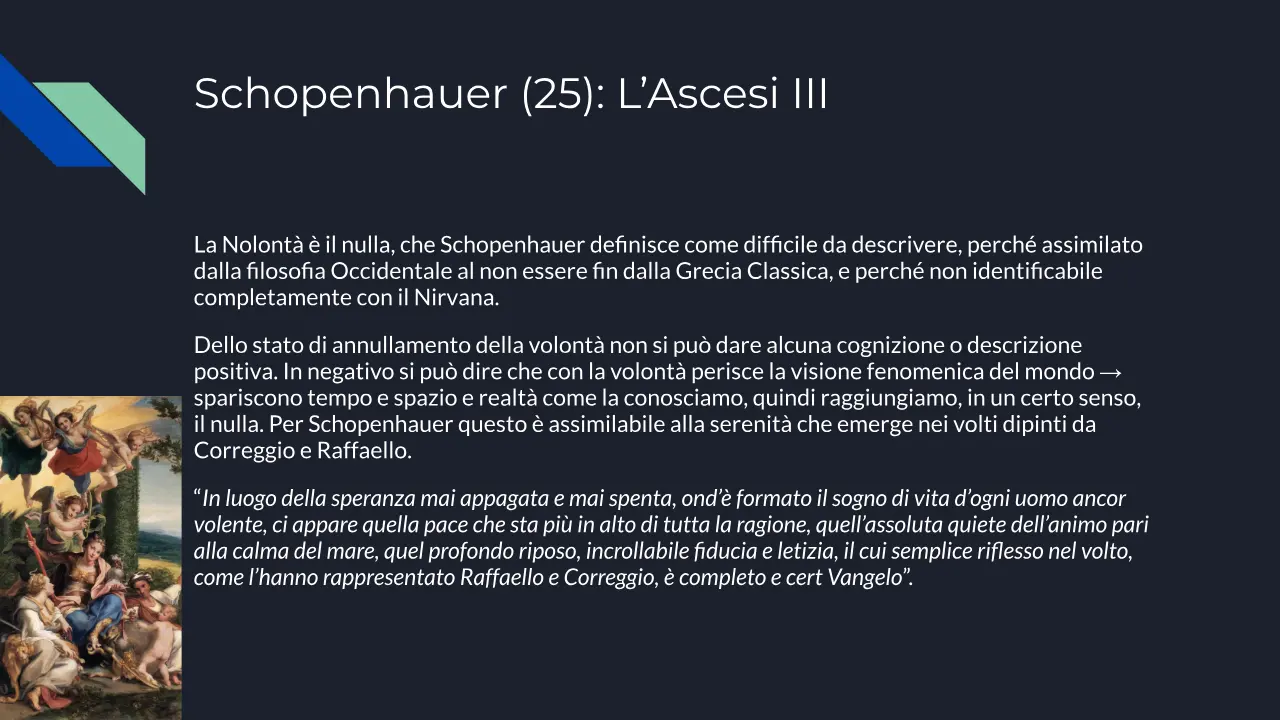 Schopenhauer (25): L’Ascesi III
La Nolontà è il nulla, che Schopenhauer definisce come difficile da descrivere, perché assimilato
dalla filosofia Occidentale al non essere fin dalla Grecia Classica, e perché non identificabile
completamente con il Nirvana.
Dello stato di annullamento della volontà non si può dare alcuna cognizione o descrizione
positiva. In negativo si può dire che con la volontà perisce la visione fenomenica del mondo →
spariscono tempo e spazio e realtà come la conosciamo, quindi raggiungiamo, in un certo senso,
il nulla. Per Schopenhauer questo è assimilabile alla serenità che emerge nei volti dipinti da
Correggio e Raffaello.
“In luogo della speranza mai appagata e mai spenta, ond’è formato il sogno di vita d’ogni uomo ancor
volente, ci appare quella pace che sta più in alto di tutta la ragione, quell’assoluta quiete dell’animo pari
alla calma del mare, quel profondo riposo, incrollabile fiducia e letizia, il cui semplice riflesso nel volto,
come l’hanno rappresentato Raffaello e Correggio, è completo e cert Vangelo”.